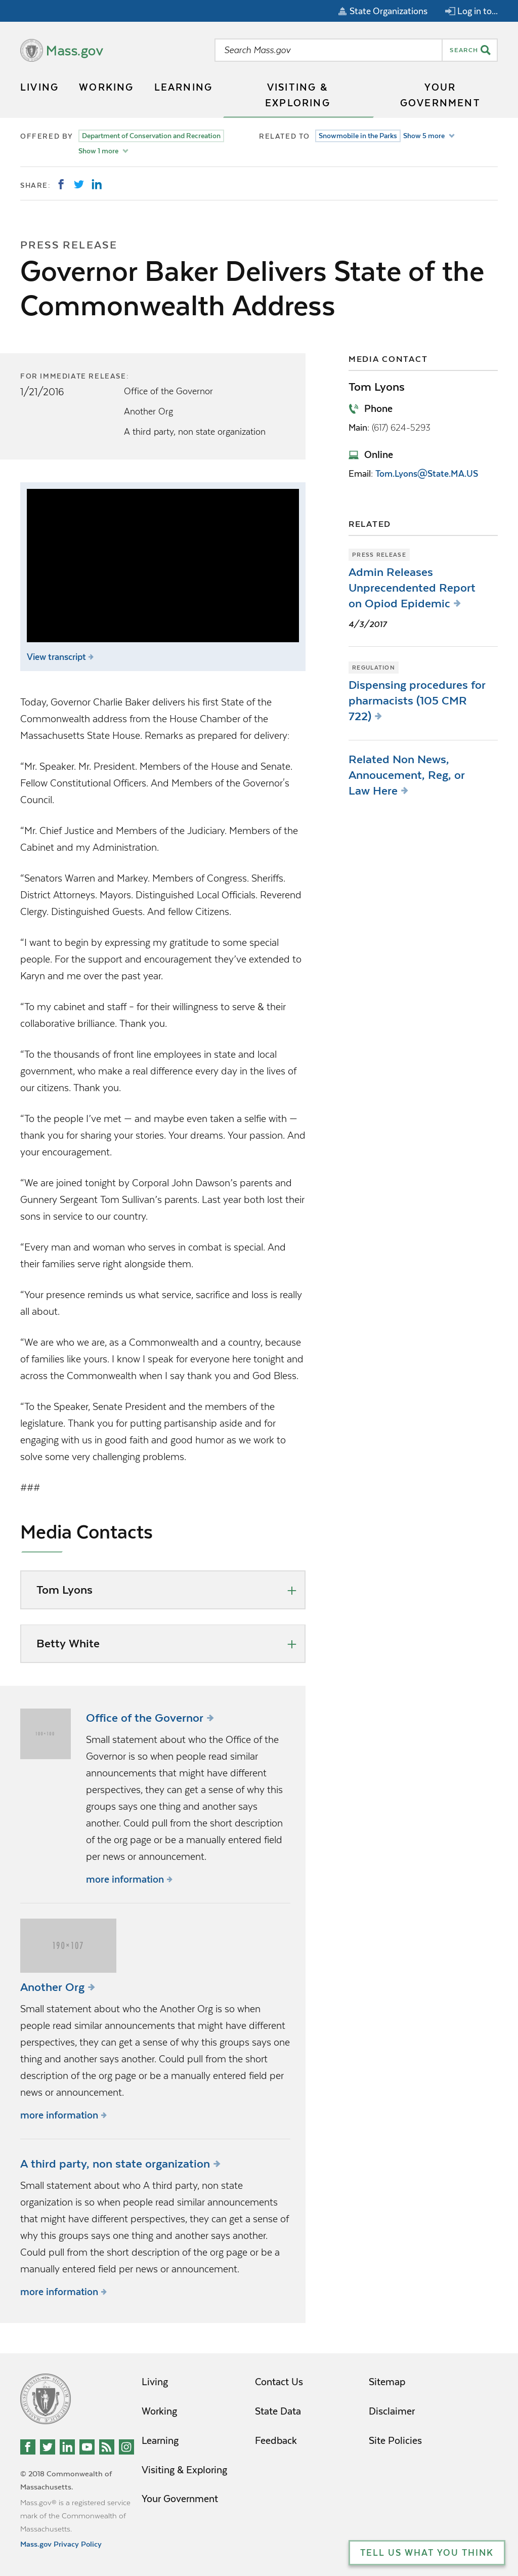 State Organizations
Log in to...
Mass.gov
Search Mass.gov
SEARCH
LIVING
WORKING
LEARNING
VISITING &
EXPLORING
YOUR
GOVERNMENT
OFFERED BY
Department of Conservation and Recreation
Show 1 more
RELATED TO
Snowmobile in the Parks
Show 5 more
SHARE:
PRESS RELEASE
Governor Baker Delivers State of the
Commonwealth Address
FOR IMMEDIATE RELEASE:
1/21/2016
Office of the Governor
Another Org
A third party, non state organization
View transcript
Today, Governor Charlie Baker delivers his first State of the
Commonwealth address from the House Chamber of the
Massachusetts State House. Remarks as prepared for delivery:
“Mr. Speaker. Mr. President. Members of the House and Senate.
Fellow Constitutional Officers. And Members of the Governor's
Council.
“Mr. Chief Justice and Members of the Judiciary. Members of the
Cabinet and my Administration.
“Senators Warren and Markey. Members of Congress. Sheriffs.
District Attorneys. Mayors. Distinguished Local Officials. Reverend
Clergy. Distinguished Guests. And fellow Citizens.
“I want to begin by expressing my gratitude to some special
people. For the support and encouragement they’ve extended to
Karyn and me over the past year.
“To my cabinet and staff – for their willingness to serve & their
collaborative brilliance. Thank you.
“To the thousands of front line employees in state and local
government, who make a real difference every day in the lives of
our citizens. Thank you.
“To the people I’ve met — and maybe even taken a selfie with —
thank you for sharing your stories. Your dreams. Your passion. And
your encouragement.
“We are joined tonight by Corporal John Dawson’s parents and
Gunnery Sergeant Tom Sullivan’s parents. Last year both lost their
sons in service to our country.
“Every man and woman who serves in combat is special. And
their families serve right alongside them.
“Your presence reminds us what service, sacrifice and loss is really
all about.
“We are who we are, as a Commonwealth and a country, because
of families like yours. I know I speak for everyone here tonight and
across the Commonwealth when I say thank you and God Bless.
“To the Speaker, Senate President and the members of the
legislature. Thank you for putting partisanship aside and for
engaging with us in good faith and good humor as we work to
solve some very challenging problems.
###
Media Contacts
Tom Lyons
Betty White
100×100
Office of the Governor
Small statement about who the Office of the
Governor is so when people read similar
announcements that might have different
perspectives, they can get a sense of why this
groups says one thing and another says
another. Could pull from the short description
of the org page or be a manually entered field
per news or announcement.
more information
190×107
Another Org
Small statement about who the Another Org is so when
people read similar announcements that might have different
perspectives, they can get a sense of why this groups says one
thing and another says another. Could pull from the short
description of the org page or be a manually entered field per
news or announcement.
more information
A third party, non state organization
Small statement about who A third party, non state
organization is so when people read similar announcements
that might have different perspectives, they can get a sense of
why this groups says one thing and another says another.
Could pull from the short description of the org page or be a
manually entered field per news or announcement.
more information
MEDIA CONTACT
Tom Lyons
Phone
Main: (617) 624-5293
Online
Email: Tom.Lyons@State.MA.US
RELATED
PRESS RELEASE
Admin Releases
Unprecendented Report
on Opiod Epidemic
4/3/2017
REGULATION
Dispensing procedures for
pharmacists (105 CMR
722)
Related Non News,
Annoucement, Reg, or
Law Here
© 2018 Commonwealth of
Massachusetts.
Mass.gov® is a registered service
mark of the Commonwealth of
Massachusetts.
Mass.gov Privacy Policy
Living
Working
Learning
Visiting & Exploring
Your Government
Contact Us
State Data
Feedback
Sitemap
Disclaimer
Site Policies
TELL US WHAT YOU THINK